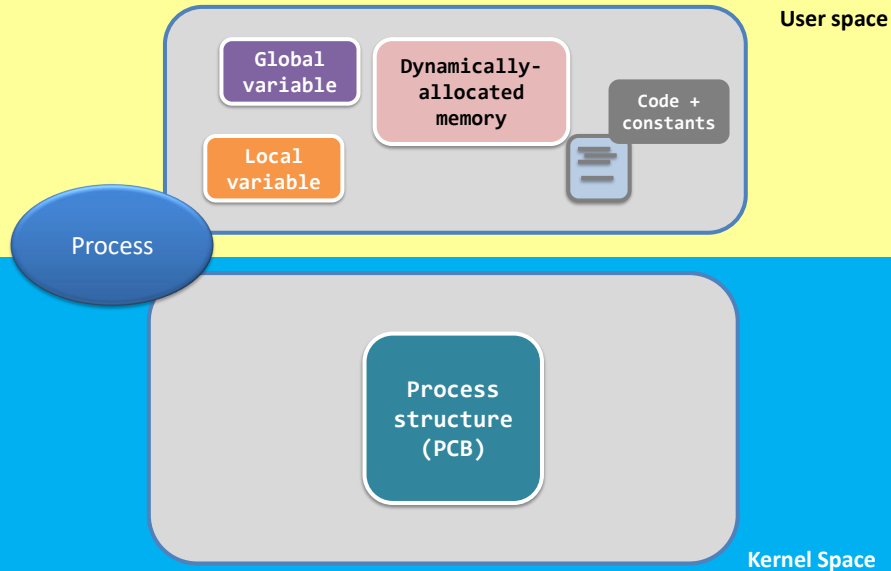 User space
Global
variable
Dynamically-
allocated
memory
Code +
constants
Local
variable
Process
Process
structure
(PCB)
Kernel Space